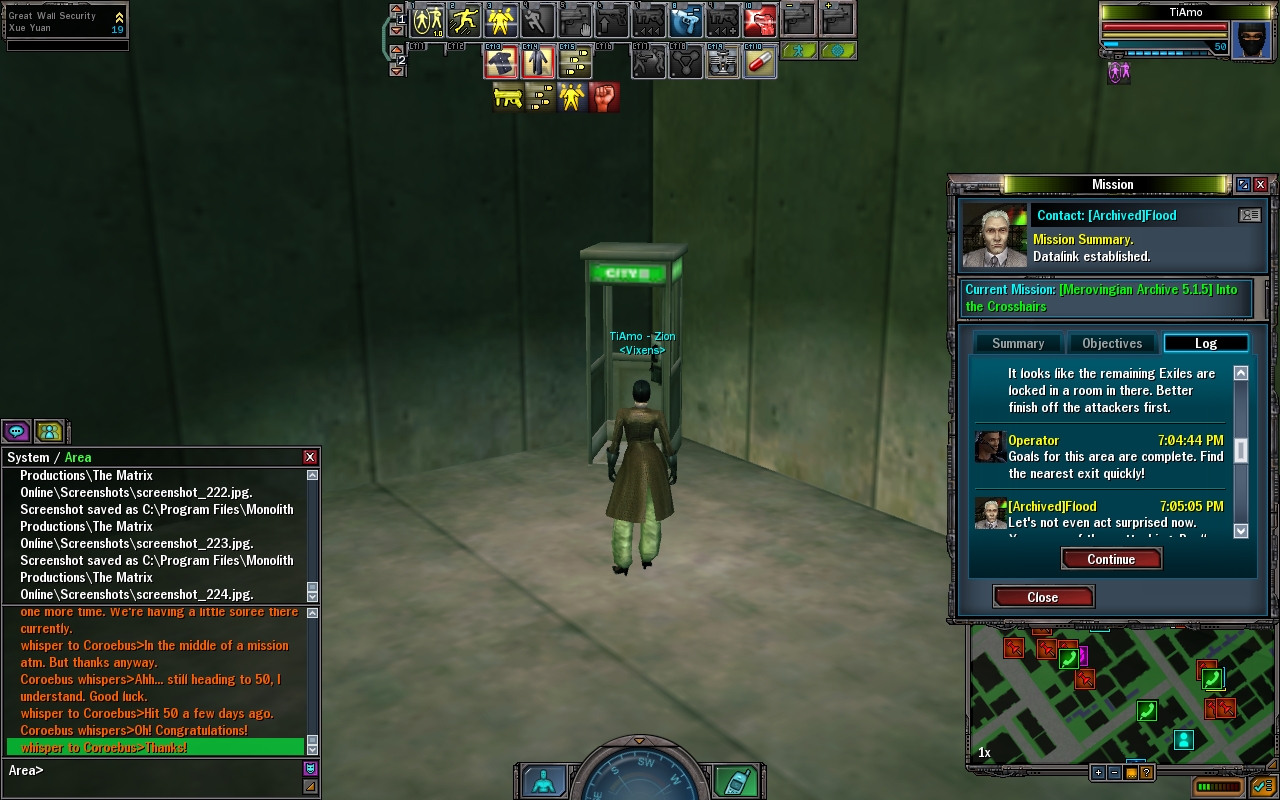 Great Wall Security
Xue Yuan
19
1
2
1.0
TiAmo
50
Mission
Contact: [Archived]Flood
Mission Summary.
Datalink established.
Current Mission: [Merovingian Archive 5.1.5] Into
the Crosshairs
Summary
Objectives
Log
It looks like the remaining Exiles are
locked in a room in there. Better
finish off the attackers first.
Operator 7:04:44 PM
Goals for this area are complete. Find
the nearest exit quickly!
[Archived]Flood 7:05:05 PM
Let's not even act surprised now.
Continue
Close
CITY
TiAmo - Zion
<Vixens>
System / Area
Productions\The Matrix
Online\Screenshots\screenshot_222.jpg.
Screenshot saved as C:\Program Files\Monolith
Productions\The Matrix
Online\Screenshots\screenshot_223.jpg.
Screenshot saved as C:\Program Files\Monolith
Productions\The Matrix
Online\Screenshots\screenshot_224.jpg.
one more time. We're having a little soiree there
currently.
whisper to Coroebus>In the middle of a mission
atm. But thanks anyway.
Coroebus whispers>Ahh... still heading to 50, I
understand. Good luck.
whisper to Coroebus>Hit 50 a few days ago.
Coroebus whispers>Oh! Congratulations!
whisper to Coroebus>Thanks!
Area>
S
SW
W
1x